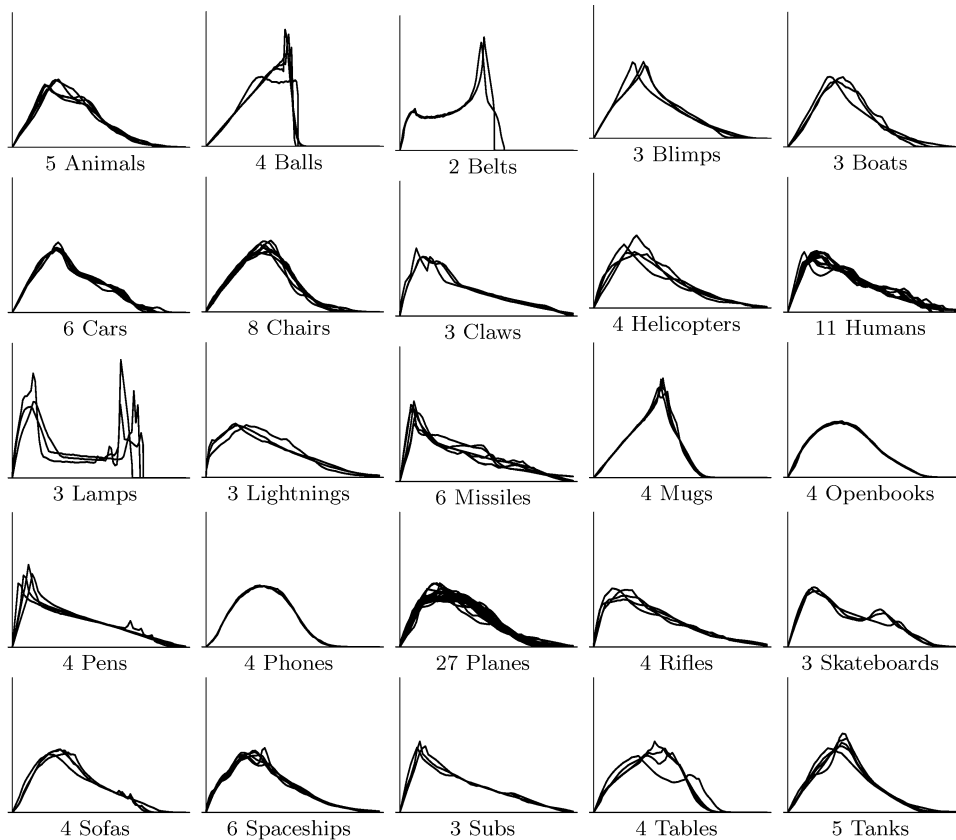 5 Animals
4 Balls
2 Belts
3 Blimps
3 Boats
6 Cars
8 Chairs
3 Claws
4 Helicopters
11 Humans
3 Lamps
3 Lightnings
6 Missiles
4 Mugs
4 Openbooks
4 Pens
4 Phones
27 Planes
4 Rifles
3 Skateboards
4 Sofas
6 Spaceships
3 Subs
4 Tables
5 Tanks